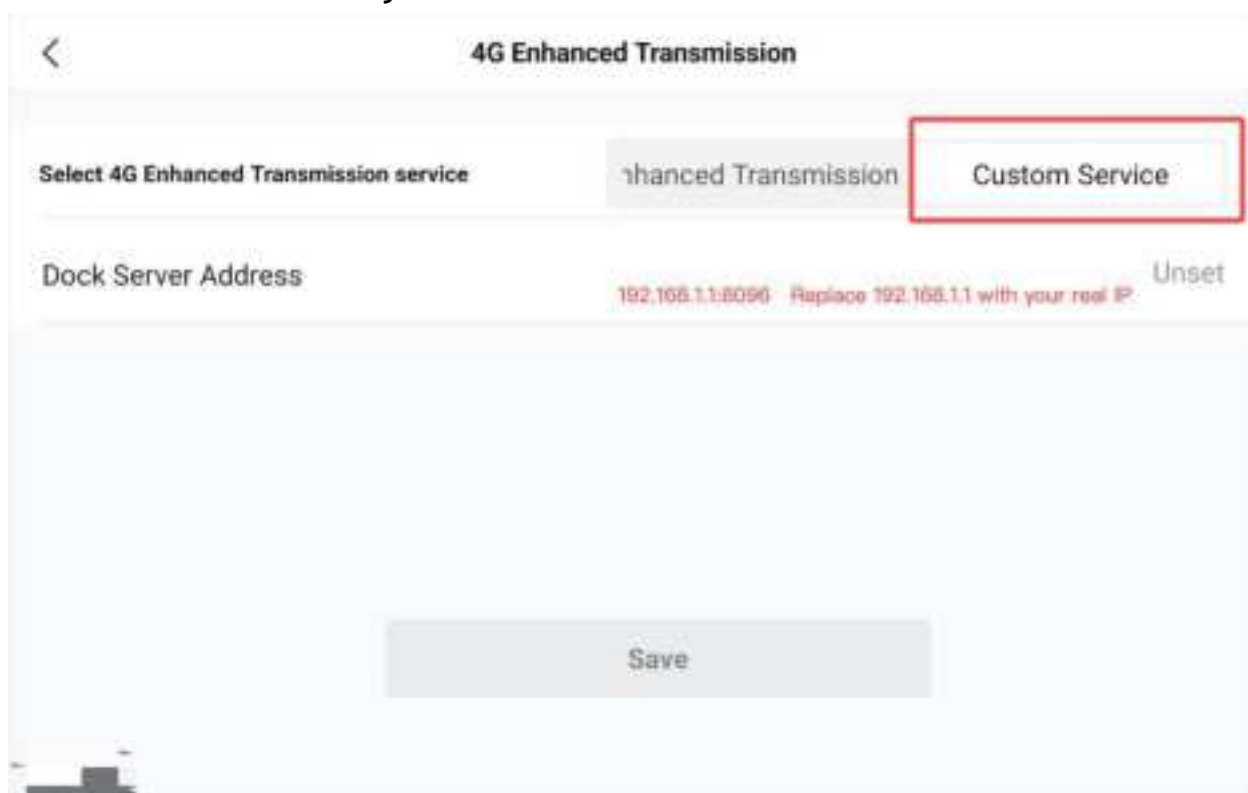 4G Enhanced Transmission
Select 4G Enhanced Transmission service
nhanced Transmission
Custom Service
Dock Server Address
Unset
192.168.1.1:8096 Replace 192.168.1.1 with your real IP
Save